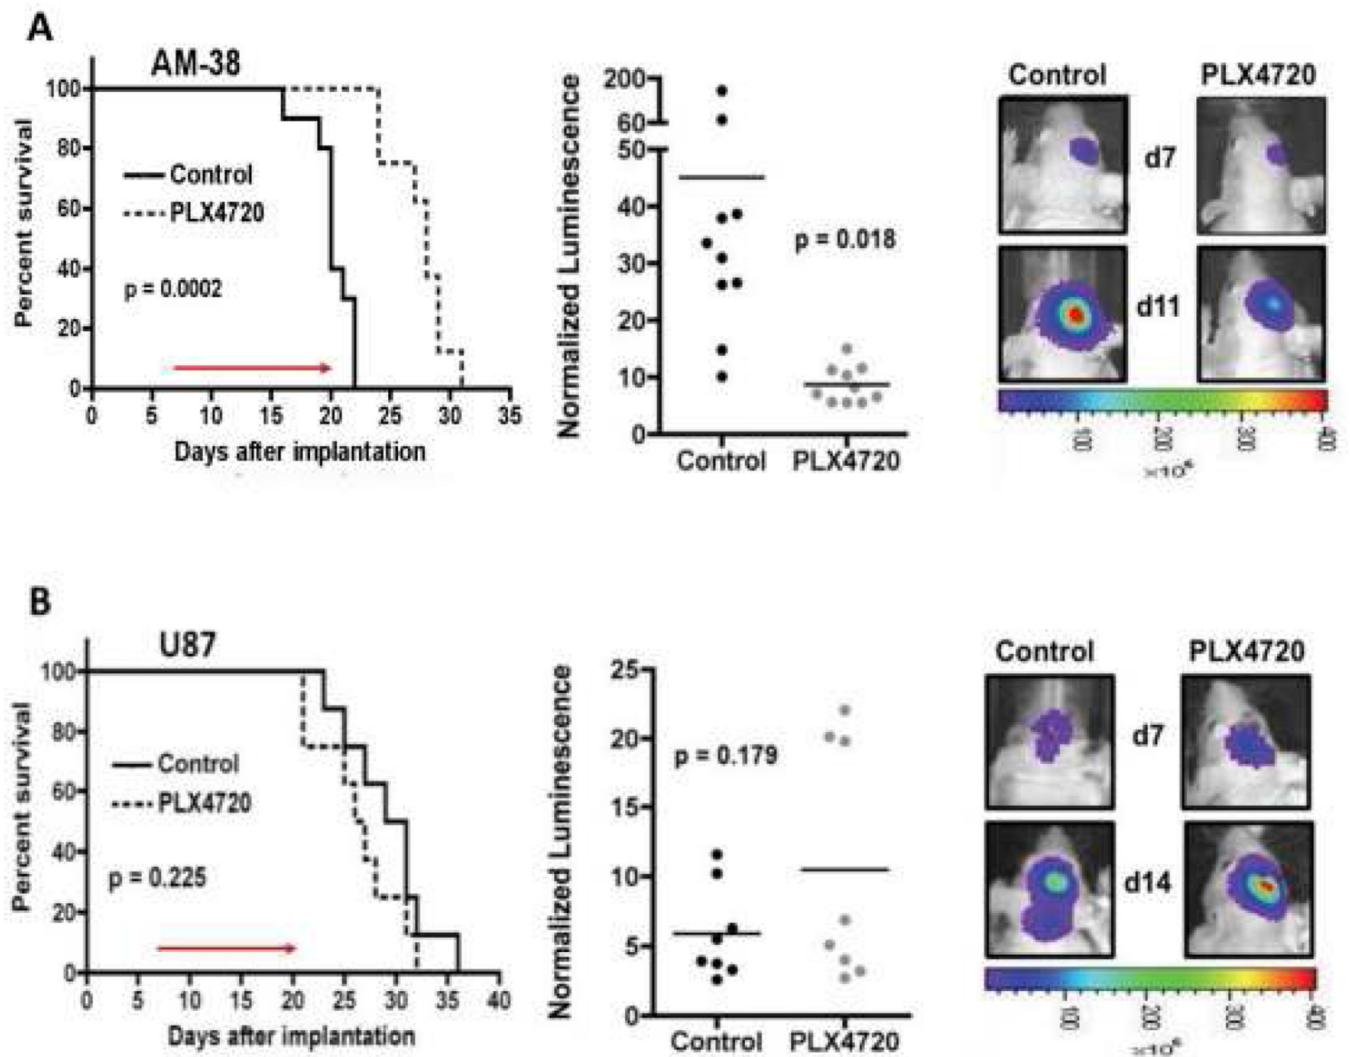 A
AM-38
100
80
60
40
20
0
Percent survival
Control
PLX4720
p = 0.0002
0 5 10 15 20 25 30 35
Days after implantation
Normalized Luminescence
200
60
50
40
30
20
10
0
p = 0.018
Control PLX4720
Control PLX4720
d7
d11
100 200 300 400
×10⁶
B
U87
100
80
60
40
20
0
Percent survival
Control
PLX4720
p = 0.225
0 5 10 15 20 25 30 35 40
Days after implantation
Normalized Luminescence
25
20
15
10
5
0
p = 0.179
Control PLX4720
Control PLX4720
d7
d14
100 200 300 400
×10⁶